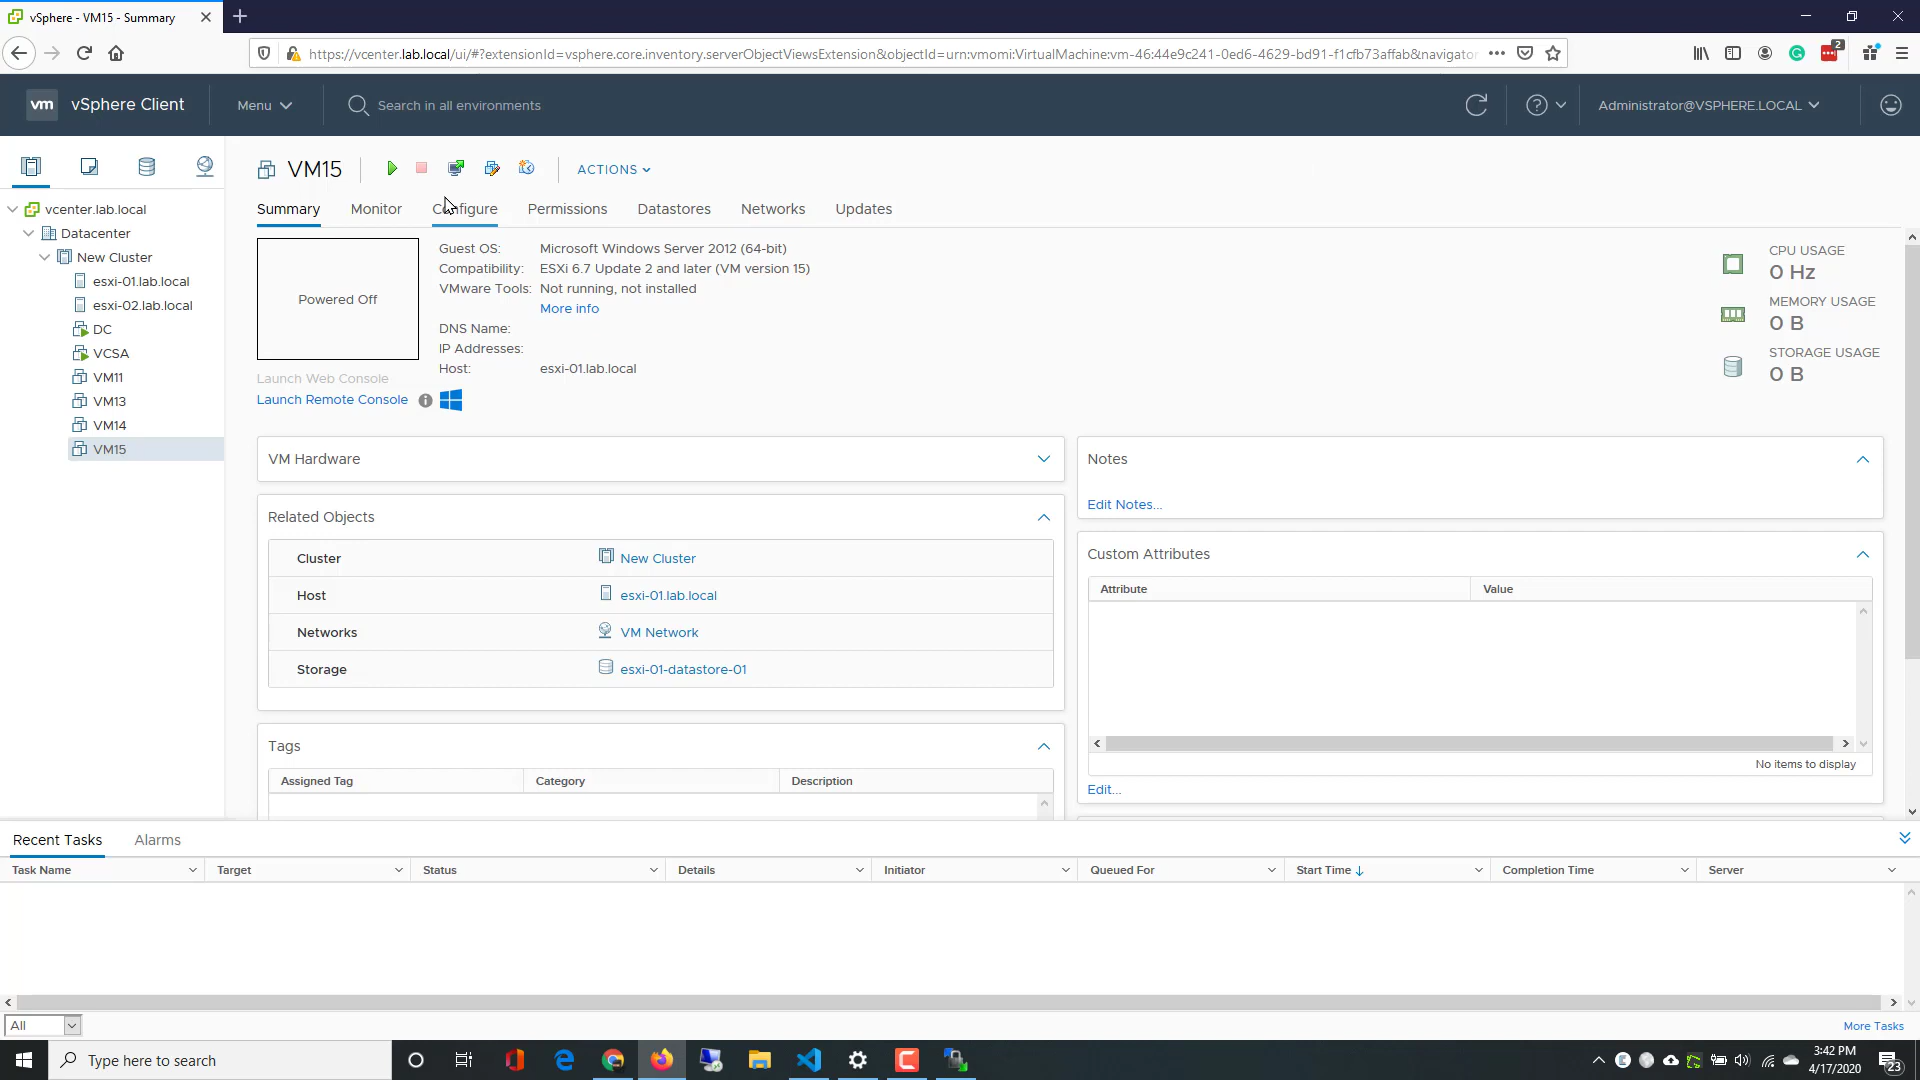 vSphere - VM15 - Summary
https://vcenter.lab.local/ui/#?extensionId=vsphere.core.inventory.serverObjectViewsExtension&objectId=urn:vmomi:VirtualMachine:vm-46:44e9c241-0ed6-4629-bd91-f1cfb73affab&navigator
2
vm vSphere Client Menu Search in all environments Administrator@VSPHERE.LOCAL
VM15 ACTIONS
Summary Monitor Configure Permissions Datastores Networks Updates
vcenter.lab.local
Datacenter
New Cluster
esxi-01.lab.local
esxi-02.lab.local
DC
VCSA
VM11
VM13
VM14
VM15
Powered Off
Launch Web Console
Launch Remote Console
Guest OS: Microsoft Windows Server 2012 (64-bit)
Compatibility: ESXi 6.7 Update 2 and later (VM version 15)
VMware Tools: Not running, not installed
More info
DNS Name:
IP Addresses:
Host: esxi-01.lab.local
CPU USAGE
0 Hz
MEMORY USAGE
0 B
STORAGE USAGE
0 B
VM Hardware
Related Objects
Cluster New Cluster
Host esxi-01.lab.local
Networks VM Network
Storage esxi-01-datastore-01
Tags
Assigned Tag Category Description
Notes
Edit Notes...
Custom Attributes
Attribute Value
No items to display
Edit...
Recent Tasks Alarms
Task Name Target Status Details Initiator Queued For Start Time Completion Time Server
All
More Tasks
Type here to search
3:42 PM
4/17/2020
23